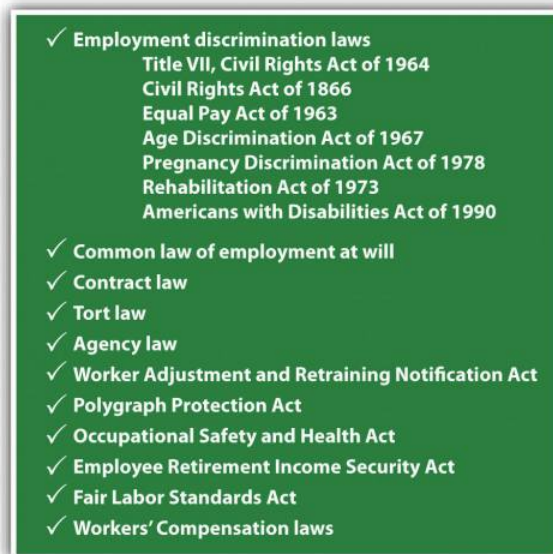 ✓ Employment discrimination laws
Title VII, Civil Rights Act of 1964
Civil Rights Act of 1866
Equal Pay Act of 1963
Age Discrimination Act of 1967
Pregnancy Discrimination Act of 1978
Rehabilitation Act of 1973
Americans with Disabilities Act of 1990
✓ Common law of employment at will
✓ Contract law
✓ Tort law
✓ Agency law
✓ Worker Adjustment and Retraining Notification Act
✓ Polygraph Protection Act
✓ Occupational Safety and Health Act
✓ Employee Retirement Income Security Act
✓ Fair Labor Standards Act
✓ Workers' Compensation laws